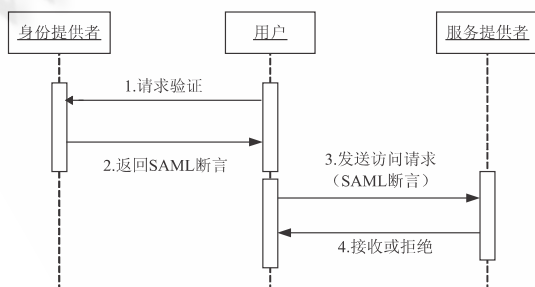 身份提供者
用户
服务提供者
1.请求验证
2.返回SAML断言
3.发送访问请求
（SAML断言）
4.接收或拒绝